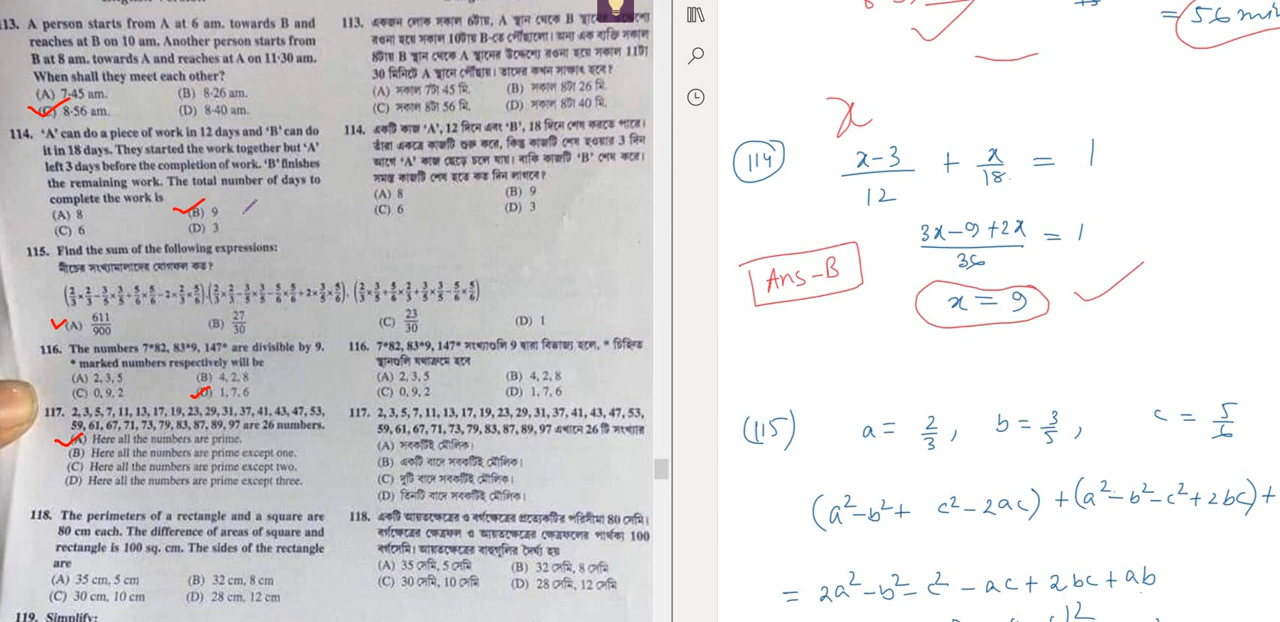 113. A person starts from A at 6 am. towards B and
reaches at B on 10 am. Another person starts from
B at 8 am. towards A and reaches at A on 11·30 am.
When shall they meet each other?
(A) 7·45 am. (B) 8·26 am.
(C) 8·56 am. (D) 8·40 am.
114. ‘A’ can do a piece of work in 12 days and ‘B’ can do
it in 18 days. They started the work together but ‘A’
left 3 days before the completion of work. ‘B’ finishes
the remaining work. The total number of days to
complete the work is
(A) 8 (B) 9
(C) 6 (D) 3
115. Find the sum of the following expressions:
(A) 611/900 (B) 27/30 (C) 23/30 (D) 1
116. The numbers 7*82, 83*9, 147* are divisible by 9.
* marked numbers respectively will be
(A) 2, 3, 5 (B) 4, 2, 8
(C) 0, 9, 2 (D) 1, 7, 6
117. 2, 3, 5, 7, 11, 13, 17, 19, 23, 29, 31, 37, 41, 43, 47, 53,
59, 61, 67, 71, 73, 79, 83, 87, 89, 97 are 26 numbers.
(A) Here all the numbers are prime.
(B) Here all the numbers are prime except one.
(C) Here all the numbers are prime except two.
(D) Here all the numbers are prime except three.
118. The perimeters of a rectangle and a square are
80 cm each. The difference of areas of square and
rectangle is 100 sq. cm. The sides of the rectangle
are
(A) 35 cm, 5 cm (B) 32 cm, 8 cm
(C) 30 cm, 10 cm (D) 28 cm, 12 cm
119. Simplify:
113. একজন লোক সকাল 6টায়, A স্থান থেকে B স্থানের
রওনা হয়ে সকাল 10টায় B-তে পৌঁছালো। অন্য এক ব্যক্তি সকাল
8টায় B স্থান থেকে A স্থানের উদ্দেশ্যে রওনা হয়ে সকাল 11টা
30 মিনিটে A স্থানে পৌঁছায়। তাদের কখন সাক্ষাৎ হবে?
(A) সকাল 7টা 45 মি. (B) সকাল 8টা 26 মি.
(C) সকাল 8টা 56 মি. (D) সকাল 8টা 40 মি.
114. একটি কাজ ‘A’, 12 দিনে এবং ‘B’, 18 দিনে শেষ করতে পারে।
তাঁরা একত্রে কাজটি শুরু করে, কিন্তু কাজটি শেষ হওয়ার 3 দিন
আগে ‘A’ কাজ ছেড়ে চলে যায়। বাকি কাজটি ‘B’ শেষ করে।
সমগ্র কাজটি শেষ হতে কত দিন লাগবে?
(A) 8 (B) 9
(C) 6 (D) 3
116. 7*82, 83*9, 147* সংখ্যাগুলি 9 দ্বারা বিভাজ্য হলে, * চিহ্নিত
স্থানগুলি যথাক্রমে হবে
(A) 2, 3, 5 (B) 4, 2, 8
(C) 0, 9, 2 (D) 1, 7, 6
117. 2, 3, 5, 7, 11, 13, 17, 19, 23, 29, 31, 37, 41, 43, 47, 53,
59, 61, 67, 71, 73, 79, 83, 87, 89, 97 এখানে 26 টি সংখ্যার
(A) সবকটিই মৌলিক।
(B) একটি বাদে সবকটিই মৌলিক।
(C) দুটি বাদে সবকটিই মৌলিক।
(D) তিনটি বাদে সবকটিই মৌলিক।
118. একটি আয়তক্ষেত্রের ও বর্গক্ষেত্রের প্রত্যেকটির পরিসীমা 80 সেমি।
বর্গক্ষেত্রের ক্ষেত্রফল ও আয়তক্ষেত্রের ক্ষেত্রফলের পার্থক্য 100
বর্গসেমি। আয়তক্ষেত্রের বাহুগুলির দৈর্ঘ্য হয়
(A) 35 সেমি, 5 সেমি (B) 32 সেমি, 8 সেমি
(C) 30 সেমি, 10 সেমি (D) 28 সেমি, 12 সেমি
= 56 min
x
(114) (x-3)/12 + x/18 = 1
(3x-9+2x)/36 = 1
Ans-B
x = 9
(115) a = 2/3, b = 3/5, c = 5/6
(a²-b²+ c²-2ac) + (a²-b²-c²+2bc) +
= 2a²-b²-c²-ac+2bc+ab